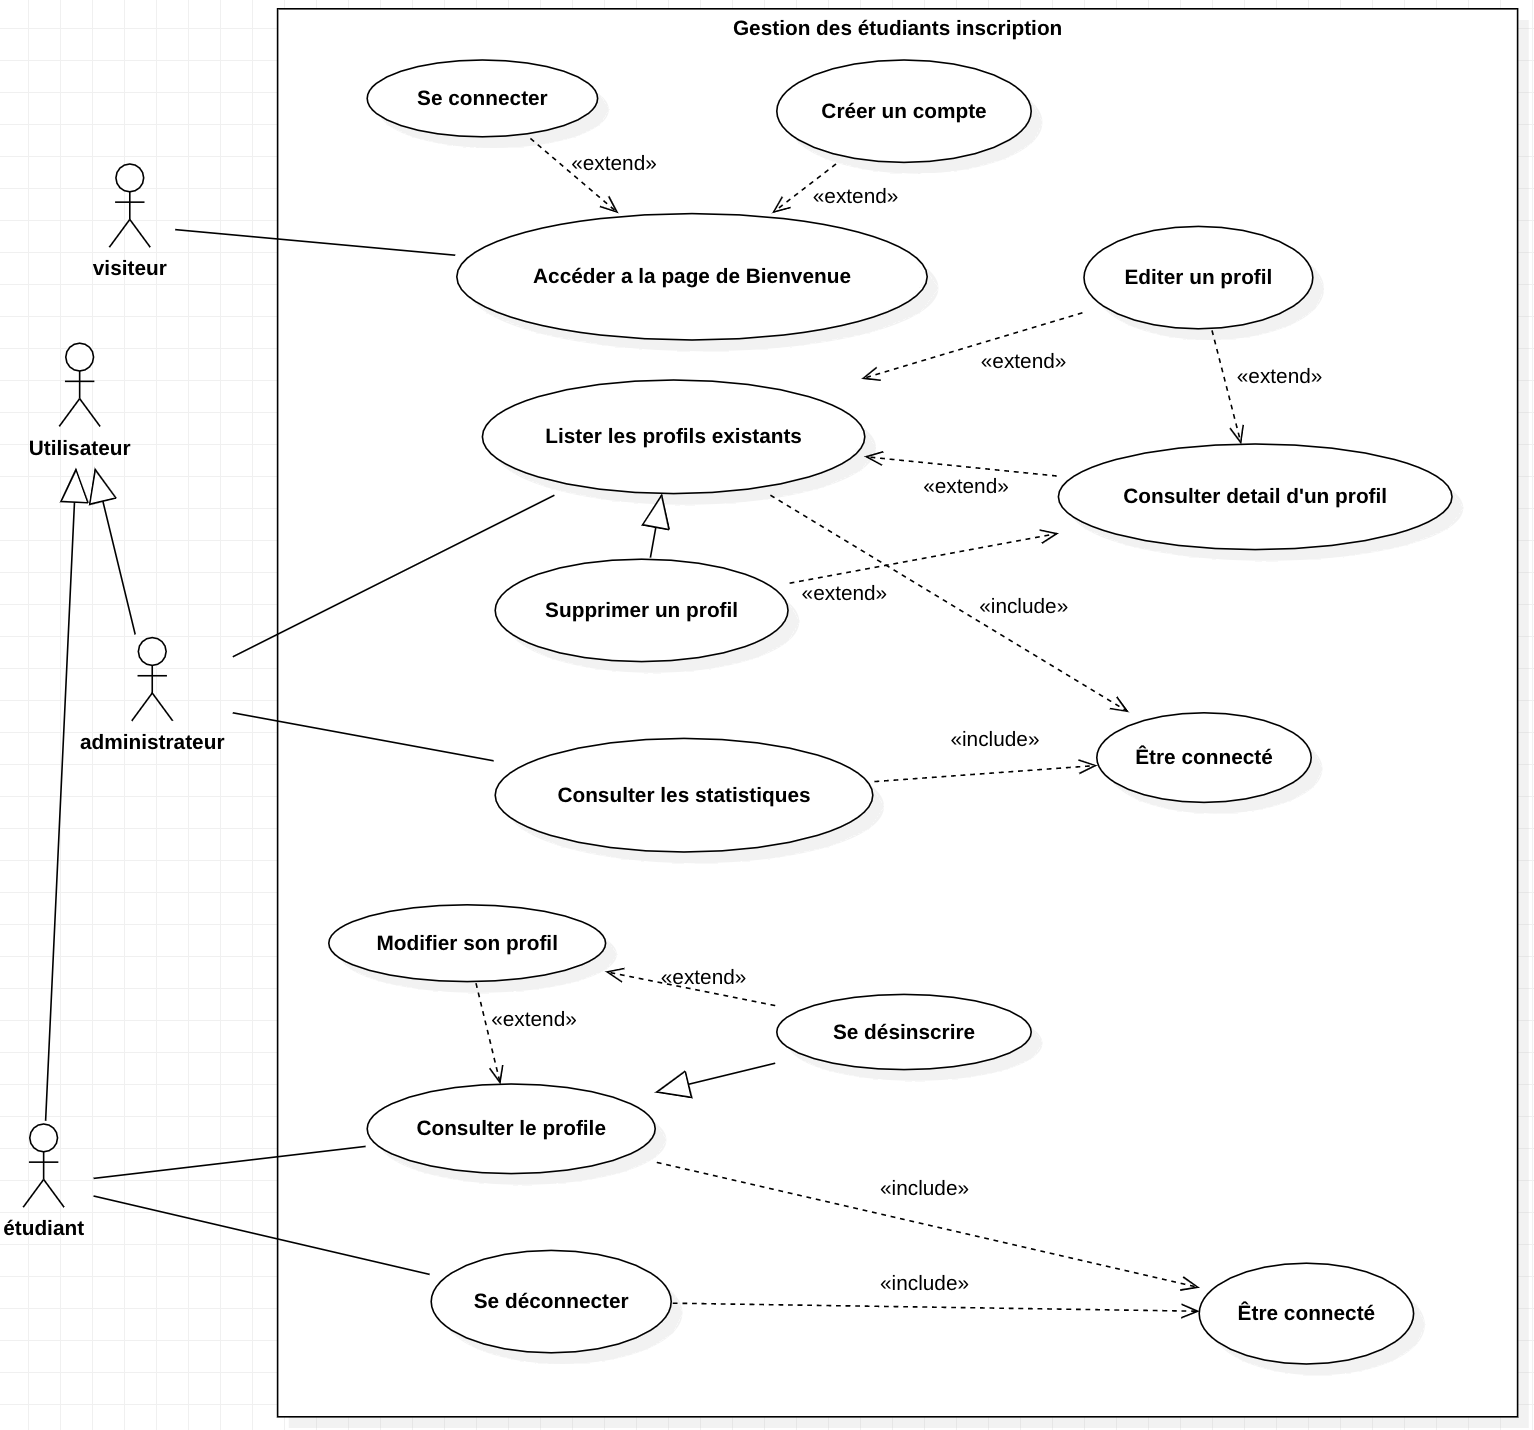 Gestion des étudiants inscription
Se connecter
Créer un compte
«extend»
«extend»
visiteur
Accéder a la page de Bienvenue
Editer un profil
«extend»
«extend»
Utilisateur
Lister les profils existants
«extend»
Consulter detail d'un profil
«extend»
Supprimer un profil
«include»
administrateur
«include»
Être connecté
Consulter les statistiques
Modifier son profil
«extend»
«extend»
Se désinscrire
Consulter le profile
«include»
étudiant
«include»
Se déconnecter
Être connecté